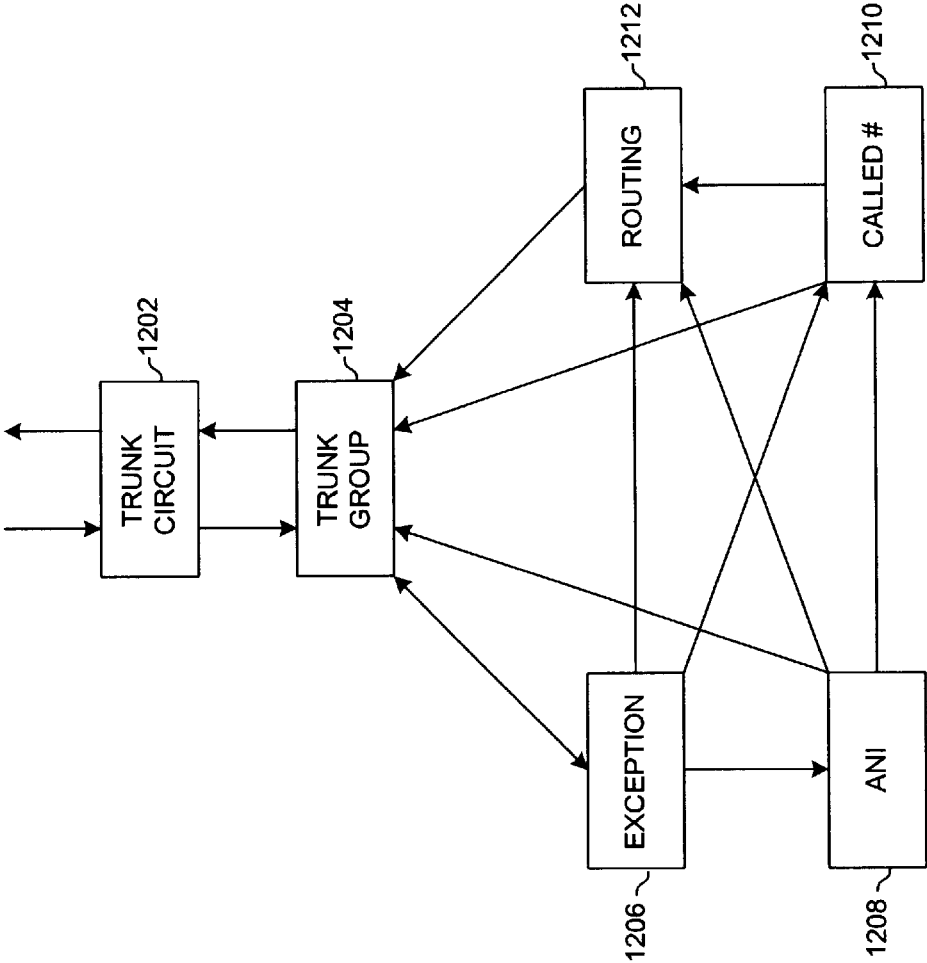 1202
TRUNK
CIRCUIT
1204
TRUNK
GROUP
1206
EXCEPTION
1212
ROUTING
1208
ANI
1210
CALLED #